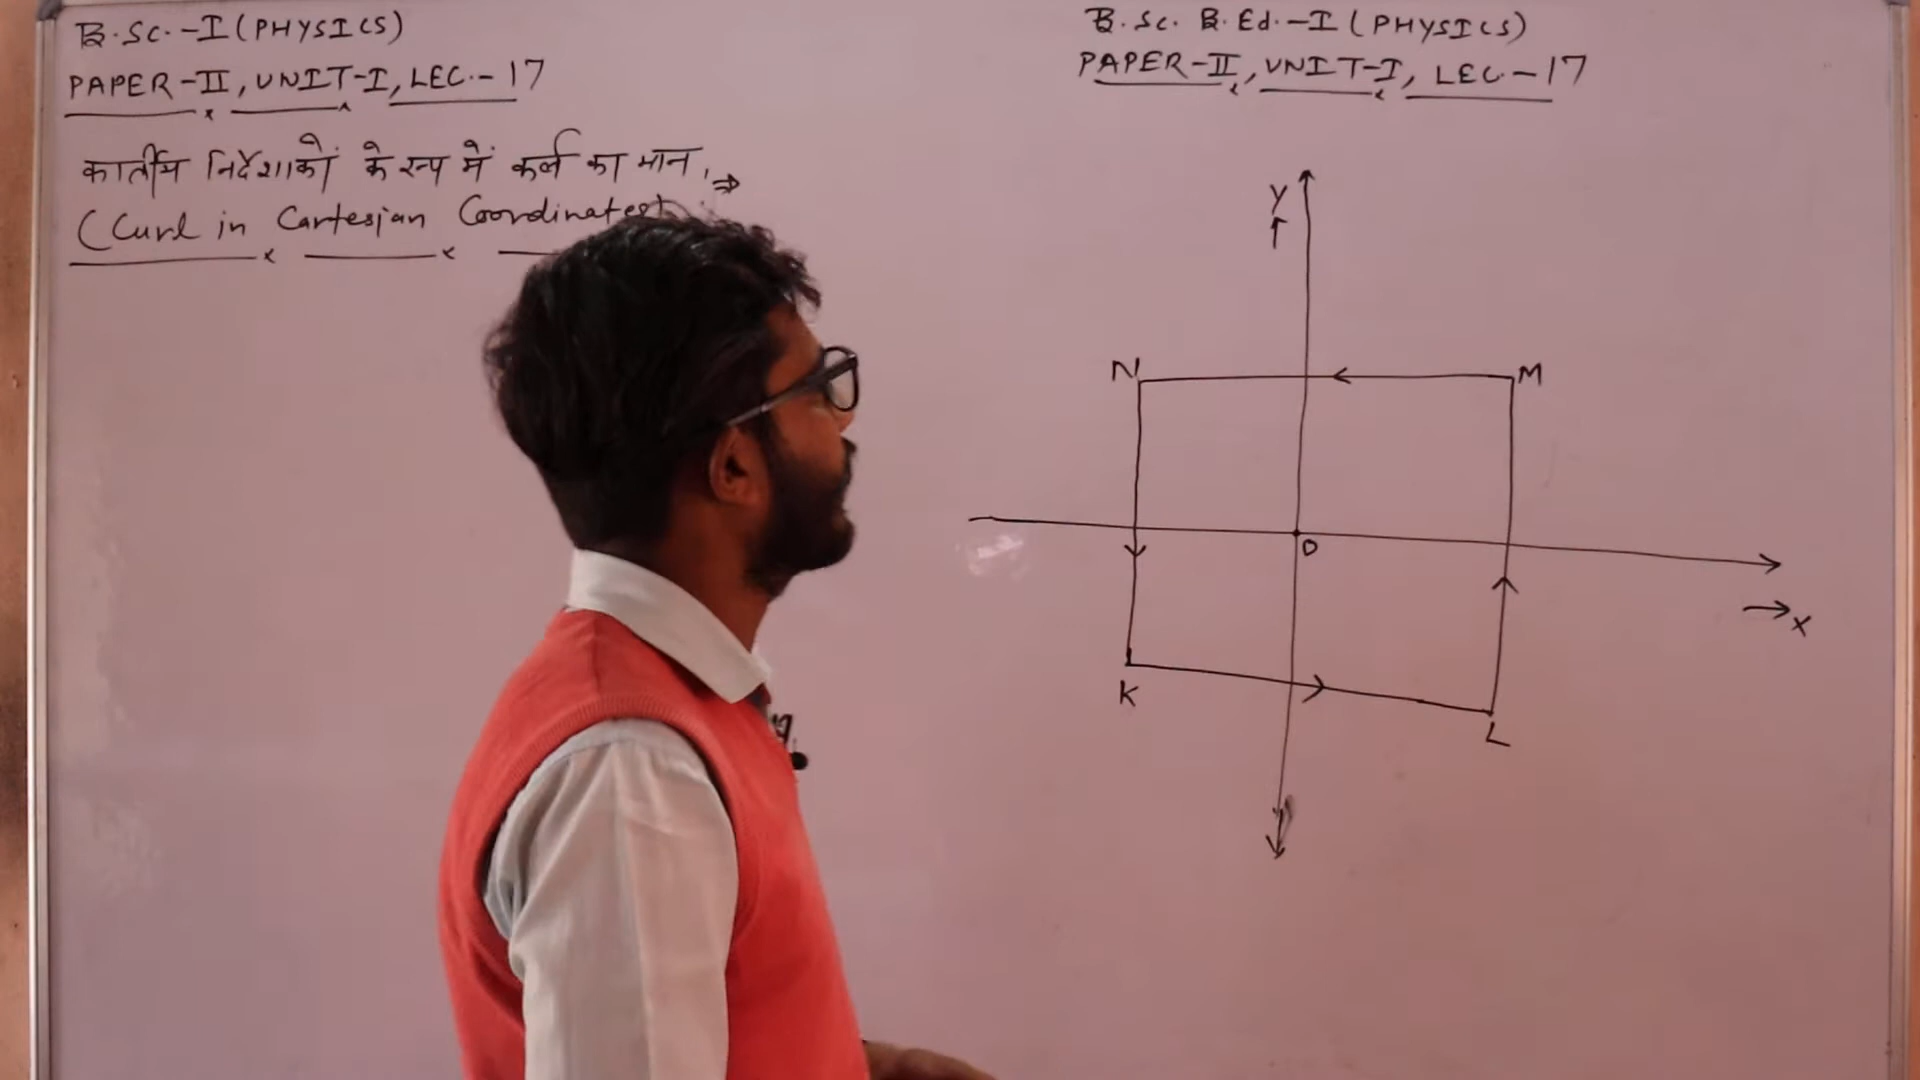 B.Sc.-I (PHYSICS)
PAPER-II, UNIT-I, LEC.-17
कार्तीय निर्देशाकों के रूप में कर्ल का मान ⇒
(Curl in Cartesian Coordinates)
B.Sc. B.Ed.-I (PHYSICS)
PAPER-II, UNIT-I, LEC.-17
Y
↑
N
M
O
→ X
K
L